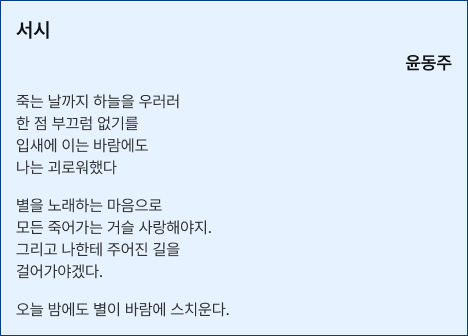 서시
윤동주
죽는 날까지 하늘을 우러러
한 점 부끄럼 없기를
입새에 이는 바람에도
나는 괴로워했다
별을 노래하는 마음으로
모든 죽어가는 거슬 사랑해야지.
그리고 나한테 주어진 길을
걸어가야겠다.
오늘 밤에도 별이 바람에 스치운다.